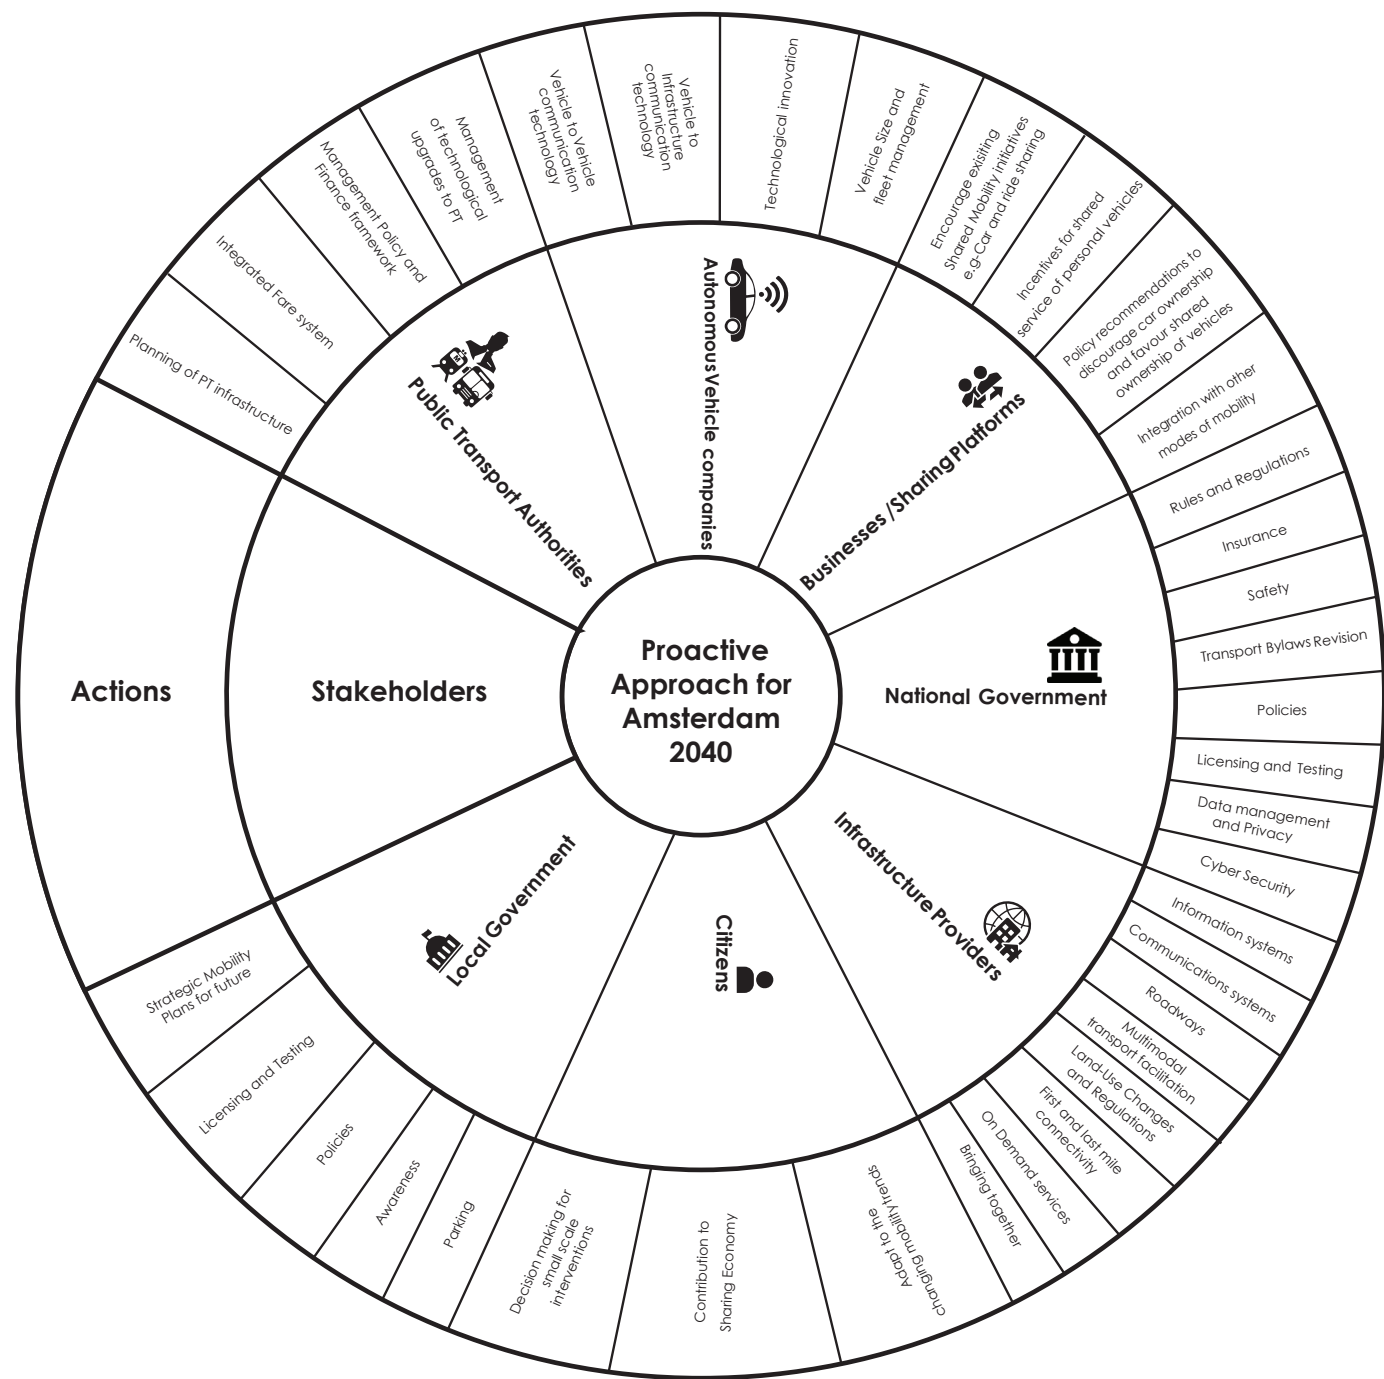 Proactive
Approach for
Amsterdam
2040
Stakeholders
Actions
Public Transport Authorities
Planning of PT infrastructure
Integrated Fare system
Management Policy and
Finance framework
Management
of technological
upgrades to PT
Autonomous Vehicle companies
Vehicle to Vehicle
communication
technology
Vehicle to
Infrastructure
communication
technology
Technological innovation
Vehicle Size and
fleet management
Businesses /Sharing Platforms
Encourage exisiting
Shared Mobility initiatives
e.g-Car and ride sharing
Incentives for shared
service of personal vehicles
Policy recommendations to
discourage car ownership
and favour shared
ownership of vehicles
Integration with other
modes of mobility
National Government
Rules and Regulations
Insurance
Safety
Transport Bylaws Revision
Policies
Licensing and Testing
Data management
and Privacy
Cyber Security
Infrastructure Providers
Information systems
Communications systems
Roadways
Multimodal
transport facilitation
Land-Use Changes
and Regulations
First and last mile
connectivity
On Demand services
Bringing together
Citizens
Adapt to the
changing mobility trends
Contribution to
Sharing Economy
Decision making for
small scale
interventions
Local Government
Parking
Awareness
Policies
Licensing and Testing
Strategic Mobility
Plans for future
M